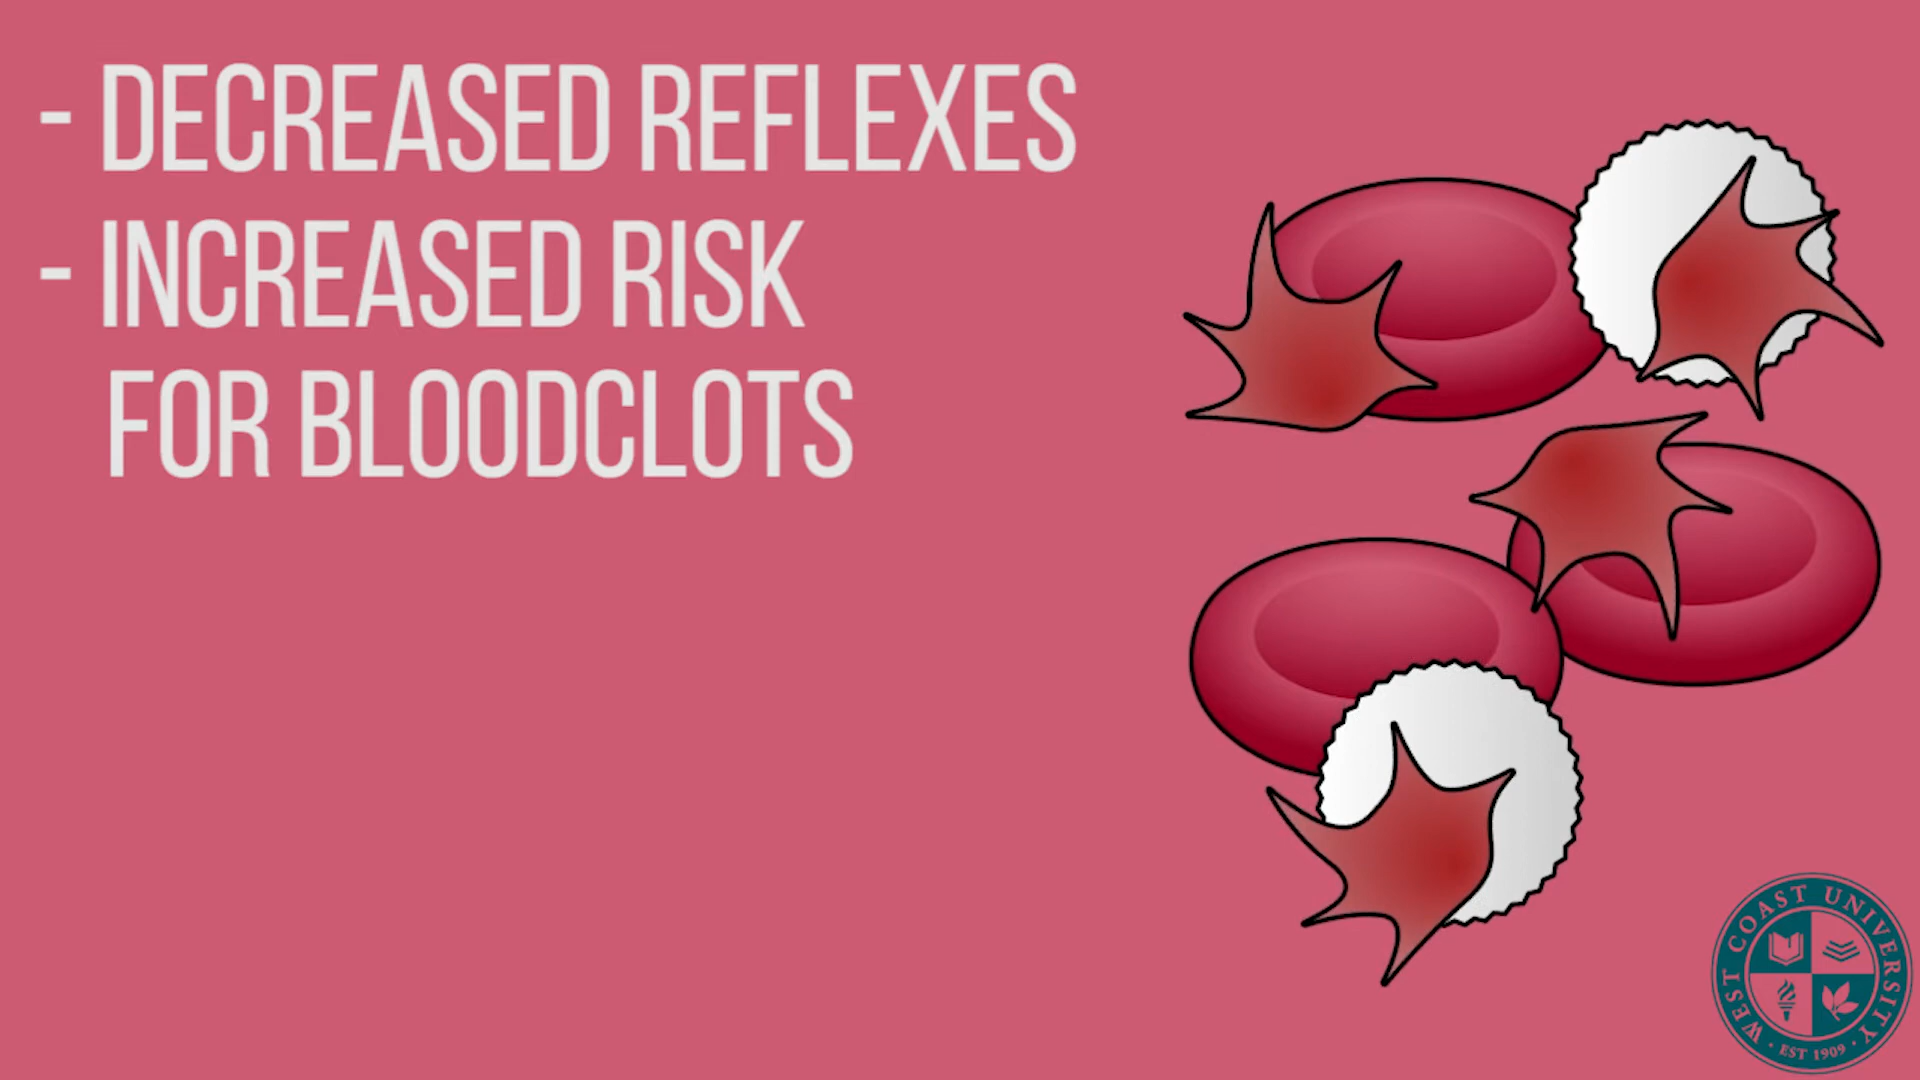 - DECREASED REFLEXES
- INCREASED RISK
FOR BLOODCLOTS
WEST COAST UNIVERSITY
· EST 1909 ·